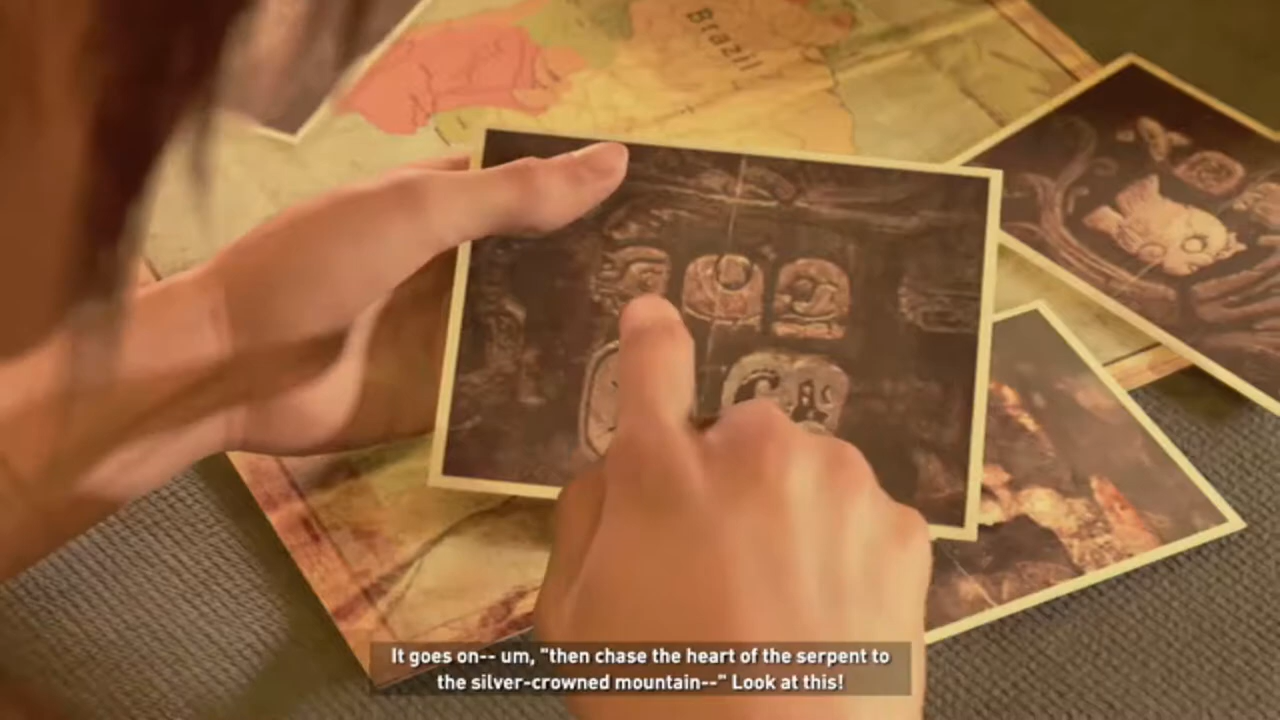 Brazil
It goes on-- um, "then chase the heart of the serpent to
the silver-crowned mountain--" Look at this!